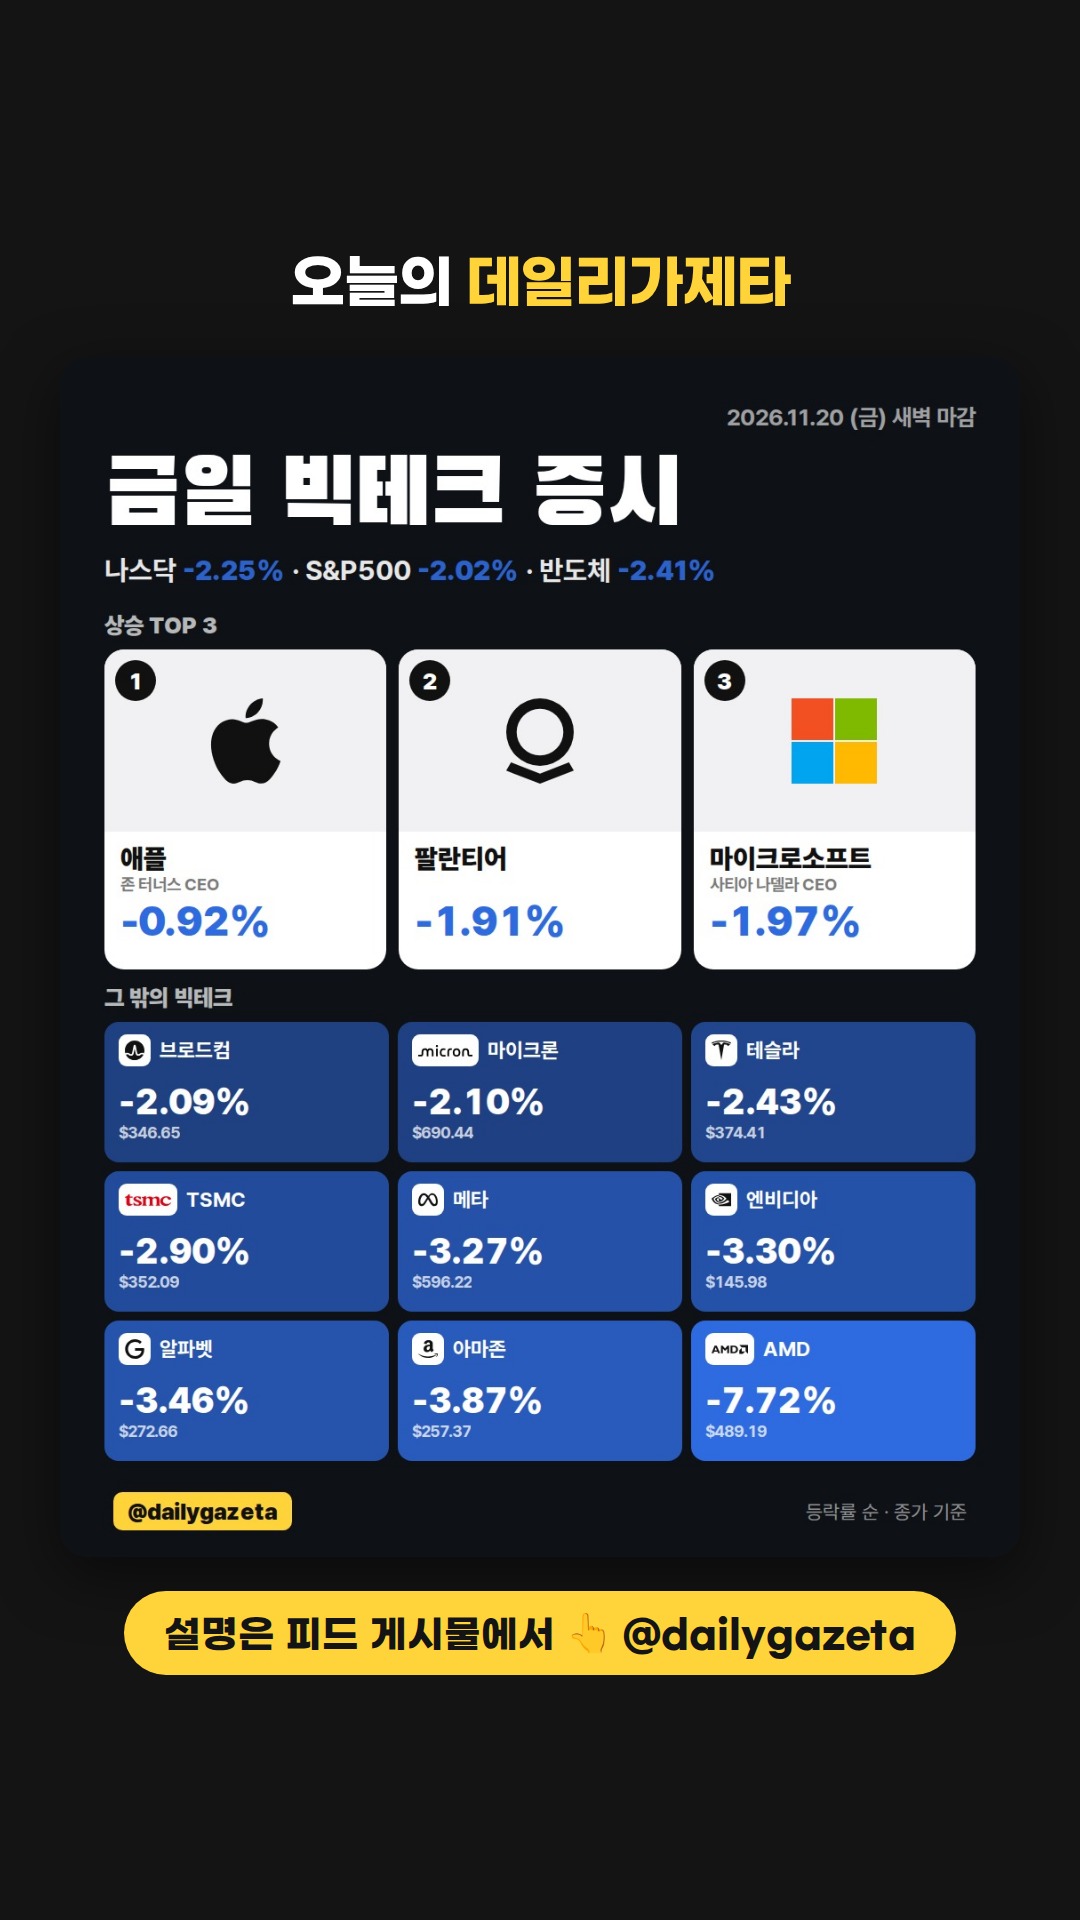 오늘의 데일리가제타
2026.11.20 (금) 새벽 마감
금일 빅테크 증시
나스닥 -2.25% · S&P500 -2.02% · 반도체 -2.41%
상승 TOP 3
1
애플
존 터너스 CEO
-0.92%
2
팔란티어
-1.91%
3
마이크로소프트
사티아 나델라 CEO
-1.97%
그 밖의 빅테크
브로드컴
-2.09%
$346.65
micron 마이크론
-2.10%
$690.44
테슬라
-2.43%
$374.41
tsmc TSMC
-2.90%
$352.09
메타
-3.27%
$596.22
엔비디아
-3.30%
$145.98
G 알파벳
-3.46%
$272.66
a 아마존
-3.87%
$257.37
AMD AMD
-7.72%
$489.19
@dailygazeta
등락률 순 · 종가 기준
설명은 피드 게시물에서 👆 @dailygazeta